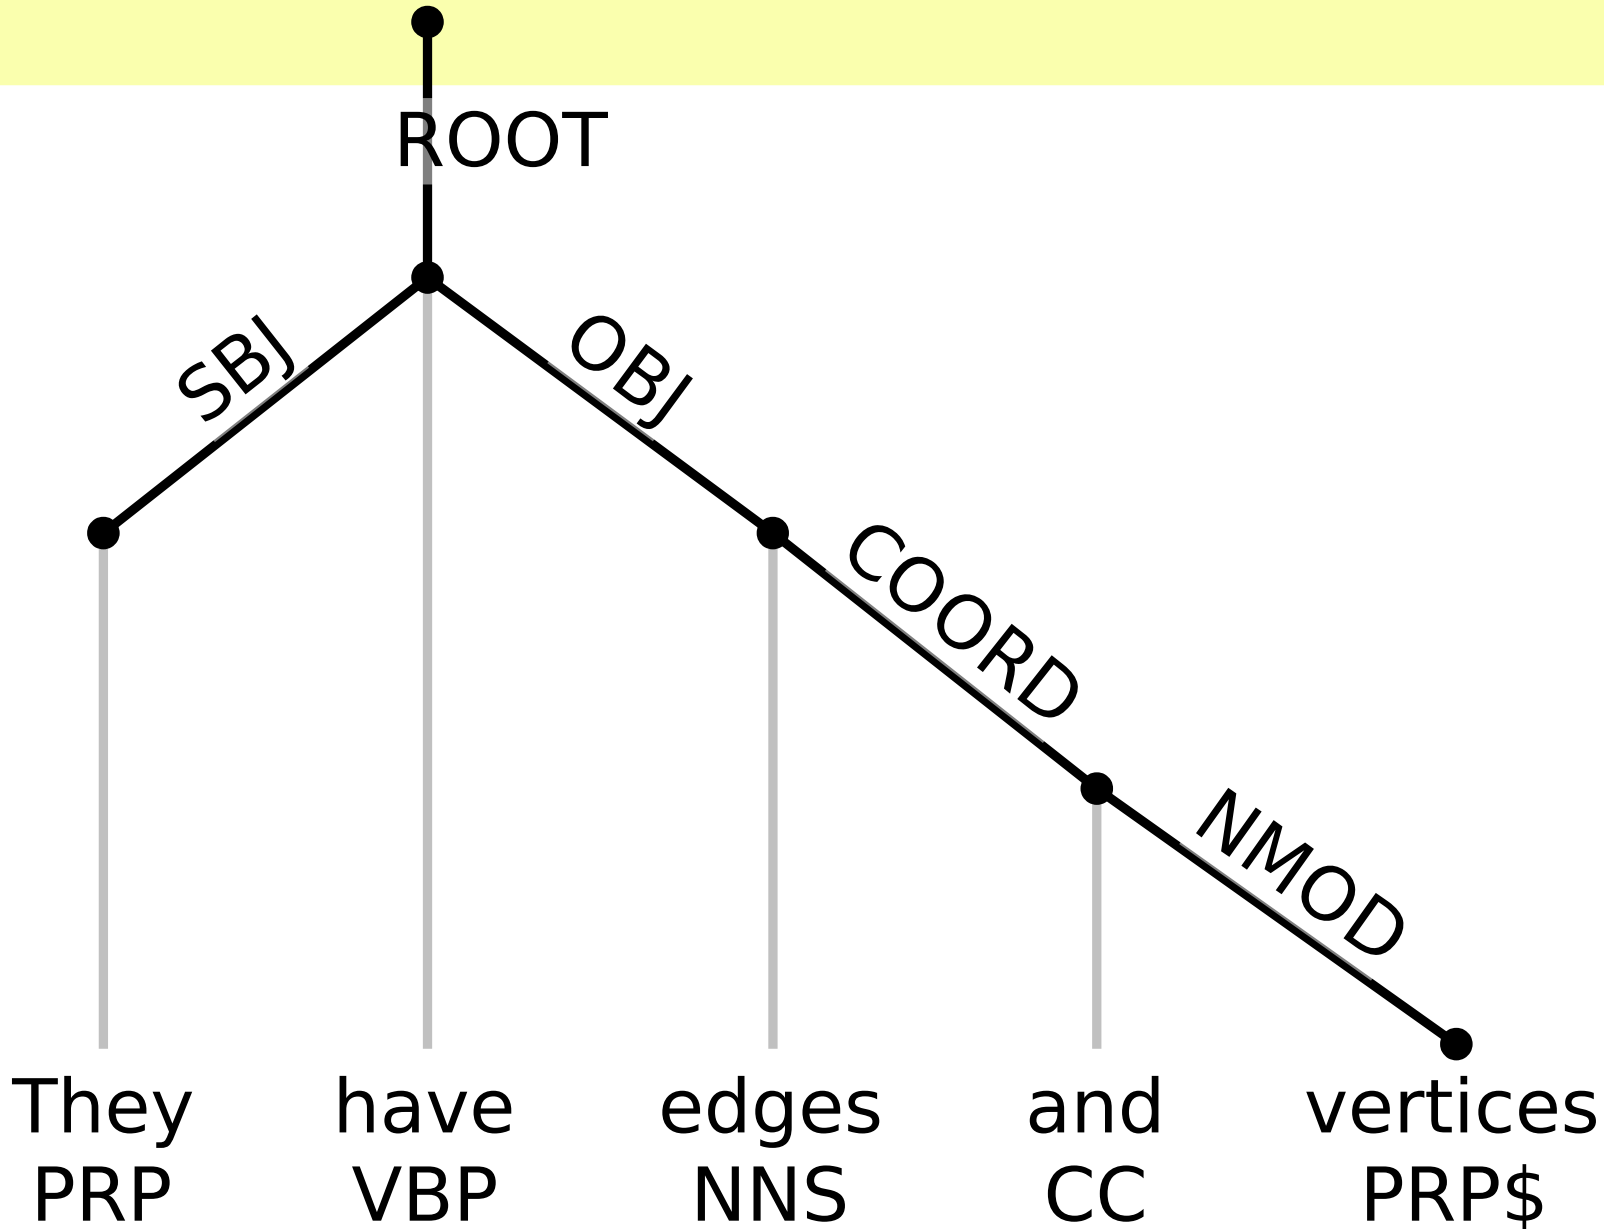 ROOT
SBJ
OBJ
COORD
NMOD
They have edges and vertices
PRP VBP NNS CC PRP$